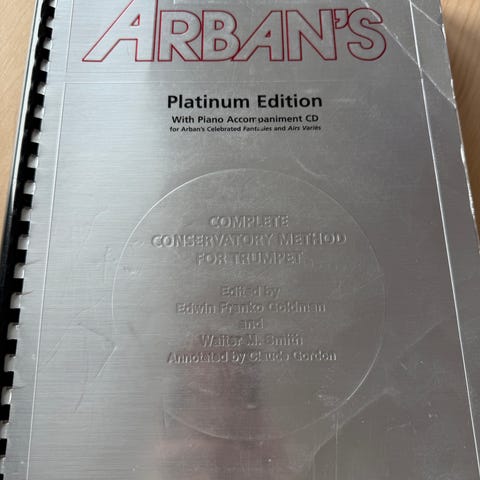 ARBAN'S
Platinum Edition
With Piano Accompaniment CD
for Arban's Celebrated Fantasies and Airs Variés
COMPLETE
CONSERVATORY METHOD
FOR TRUMPET
Edited by
Edwin Franko Goldman
and
Walter M. Smith
Annotated by Claude Gordon